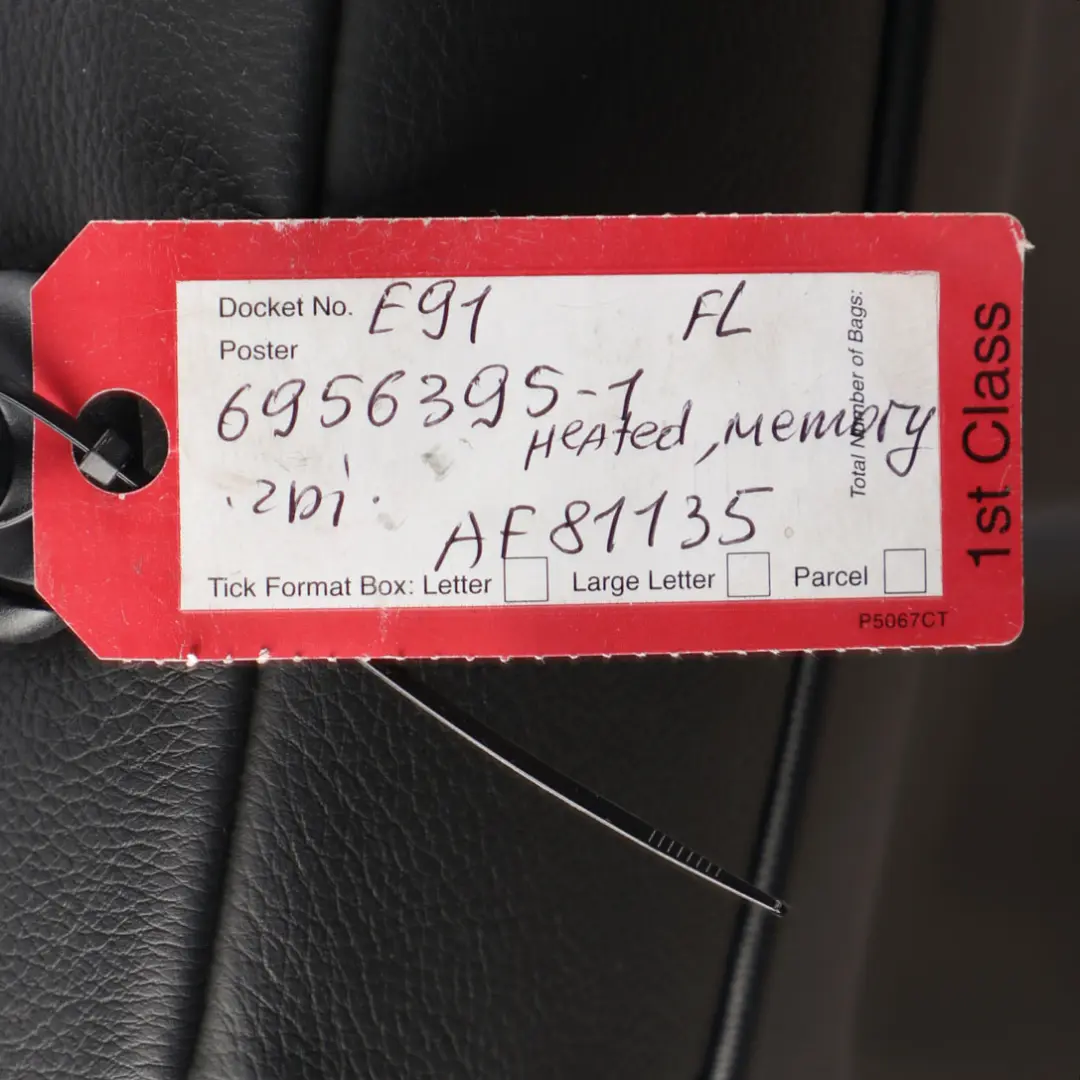 Docket No. E91 FL
Poster
6956395-1
HeAted, Memory
AF81135
Tick Format Box: Letter Large Letter Parcel
Total Number of Bags:
1st Class
P5067CT